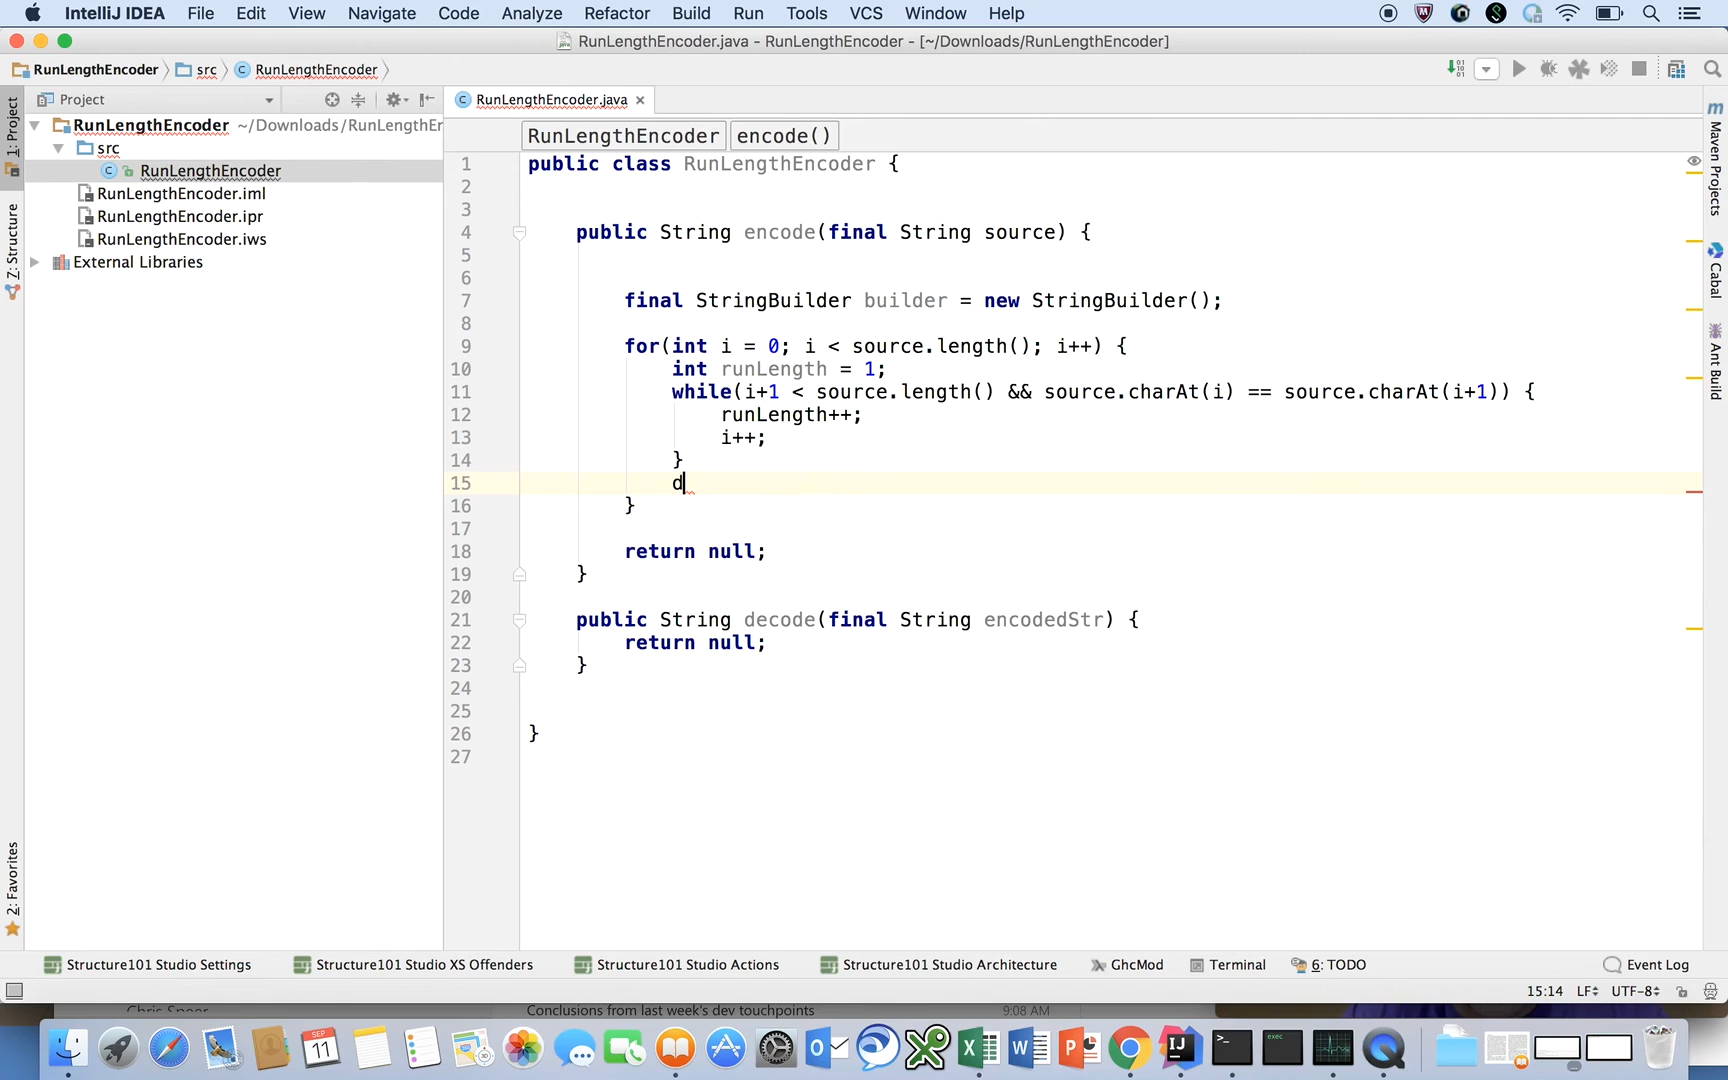 IntelliJ IDEA File Edit View Navigate Code Analyze Refactor Build Run Tools VCS Window Help
RunLengthEncoder.java - RunLengthEncoder - [~/Downloads/RunLengthEncoder]
RunLengthEncoder src RunLengthEncoder
Project
RunLengthEncoder.java
1: Project
Z: Structure
2: Favorites
RunLengthEncoder ~/Downloads/RunLengthEr
src
RunLengthEncoder
RunLengthEncoder.iml
RunLengthEncoder.ipr
RunLengthEncoder.iws
External Libraries
RunLengthEncoder encode()
1 public class RunLengthEncoder {
2
3
4 public String encode(final String source) {
5
6
7 final StringBuilder builder = new StringBuilder();
8
9 for(int i = 0; i < source.length(); i++) {
10 int runLength = 1;
11 while(i+1 < source.length() && source.charAt(i) == source.charAt(i+1)) {
12 runLength++;
13 i++;
14 }
15 d
16 }
17
18 return null;
19 }
20
21 public String decode(final String encodedStr) {
22 return null;
23 }
24
25
26 }
27
Maven Projects
Cabal
Ant Build
Structure101 Studio Settings Structure101 Studio XS Offenders Structure101 Studio Actions Structure101 Studio Architecture GhcMod Terminal 6: TODO Event Log
15:14 LF UTF-8
Conclusions from last week's dev touchpoints 9:08 AM
SEP
11